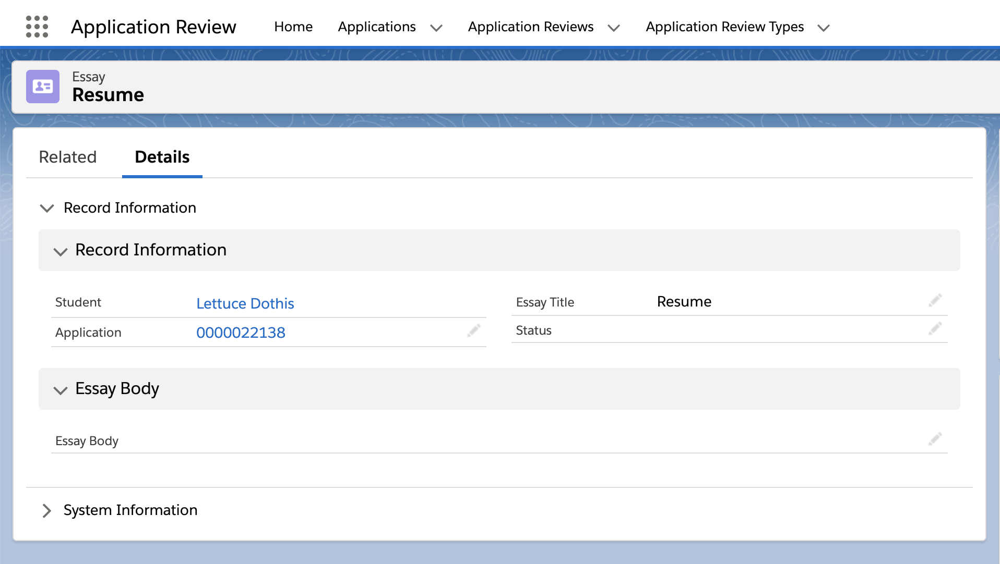 Application Review Home Applications Application Reviews Application Review Types
Essay
Resume
Related Details
Record Information
Record Information
Student Lettuce Dothis Essay Title Resume
Application 0000022138 Status
Essay Body
Essay Body
System Information